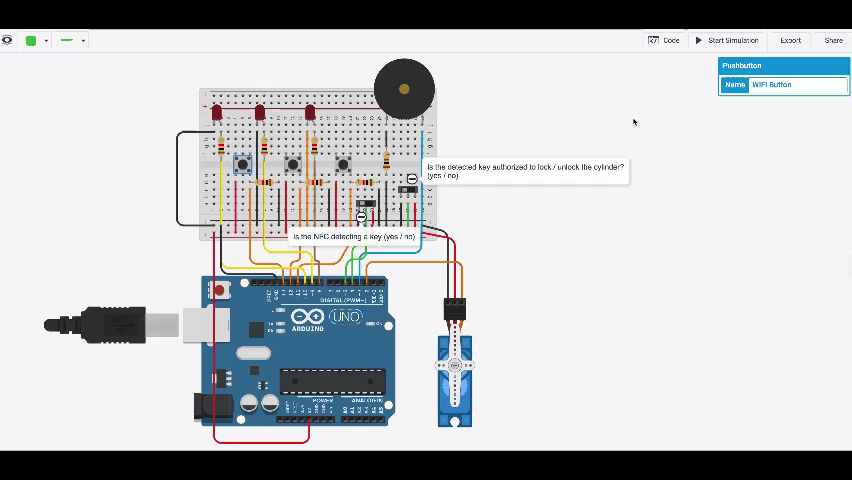 Code
Start Simulation
Export
Share
Pushbutton
Name
WIFI Button
Is the detected key authorized to lock / unlock the cylinder?
(yes / no)
Is the NFC detecting a key (yes / no)
DIGITAL (PWM~)
UNO
ARDUINO
POWER
ANALOG IN